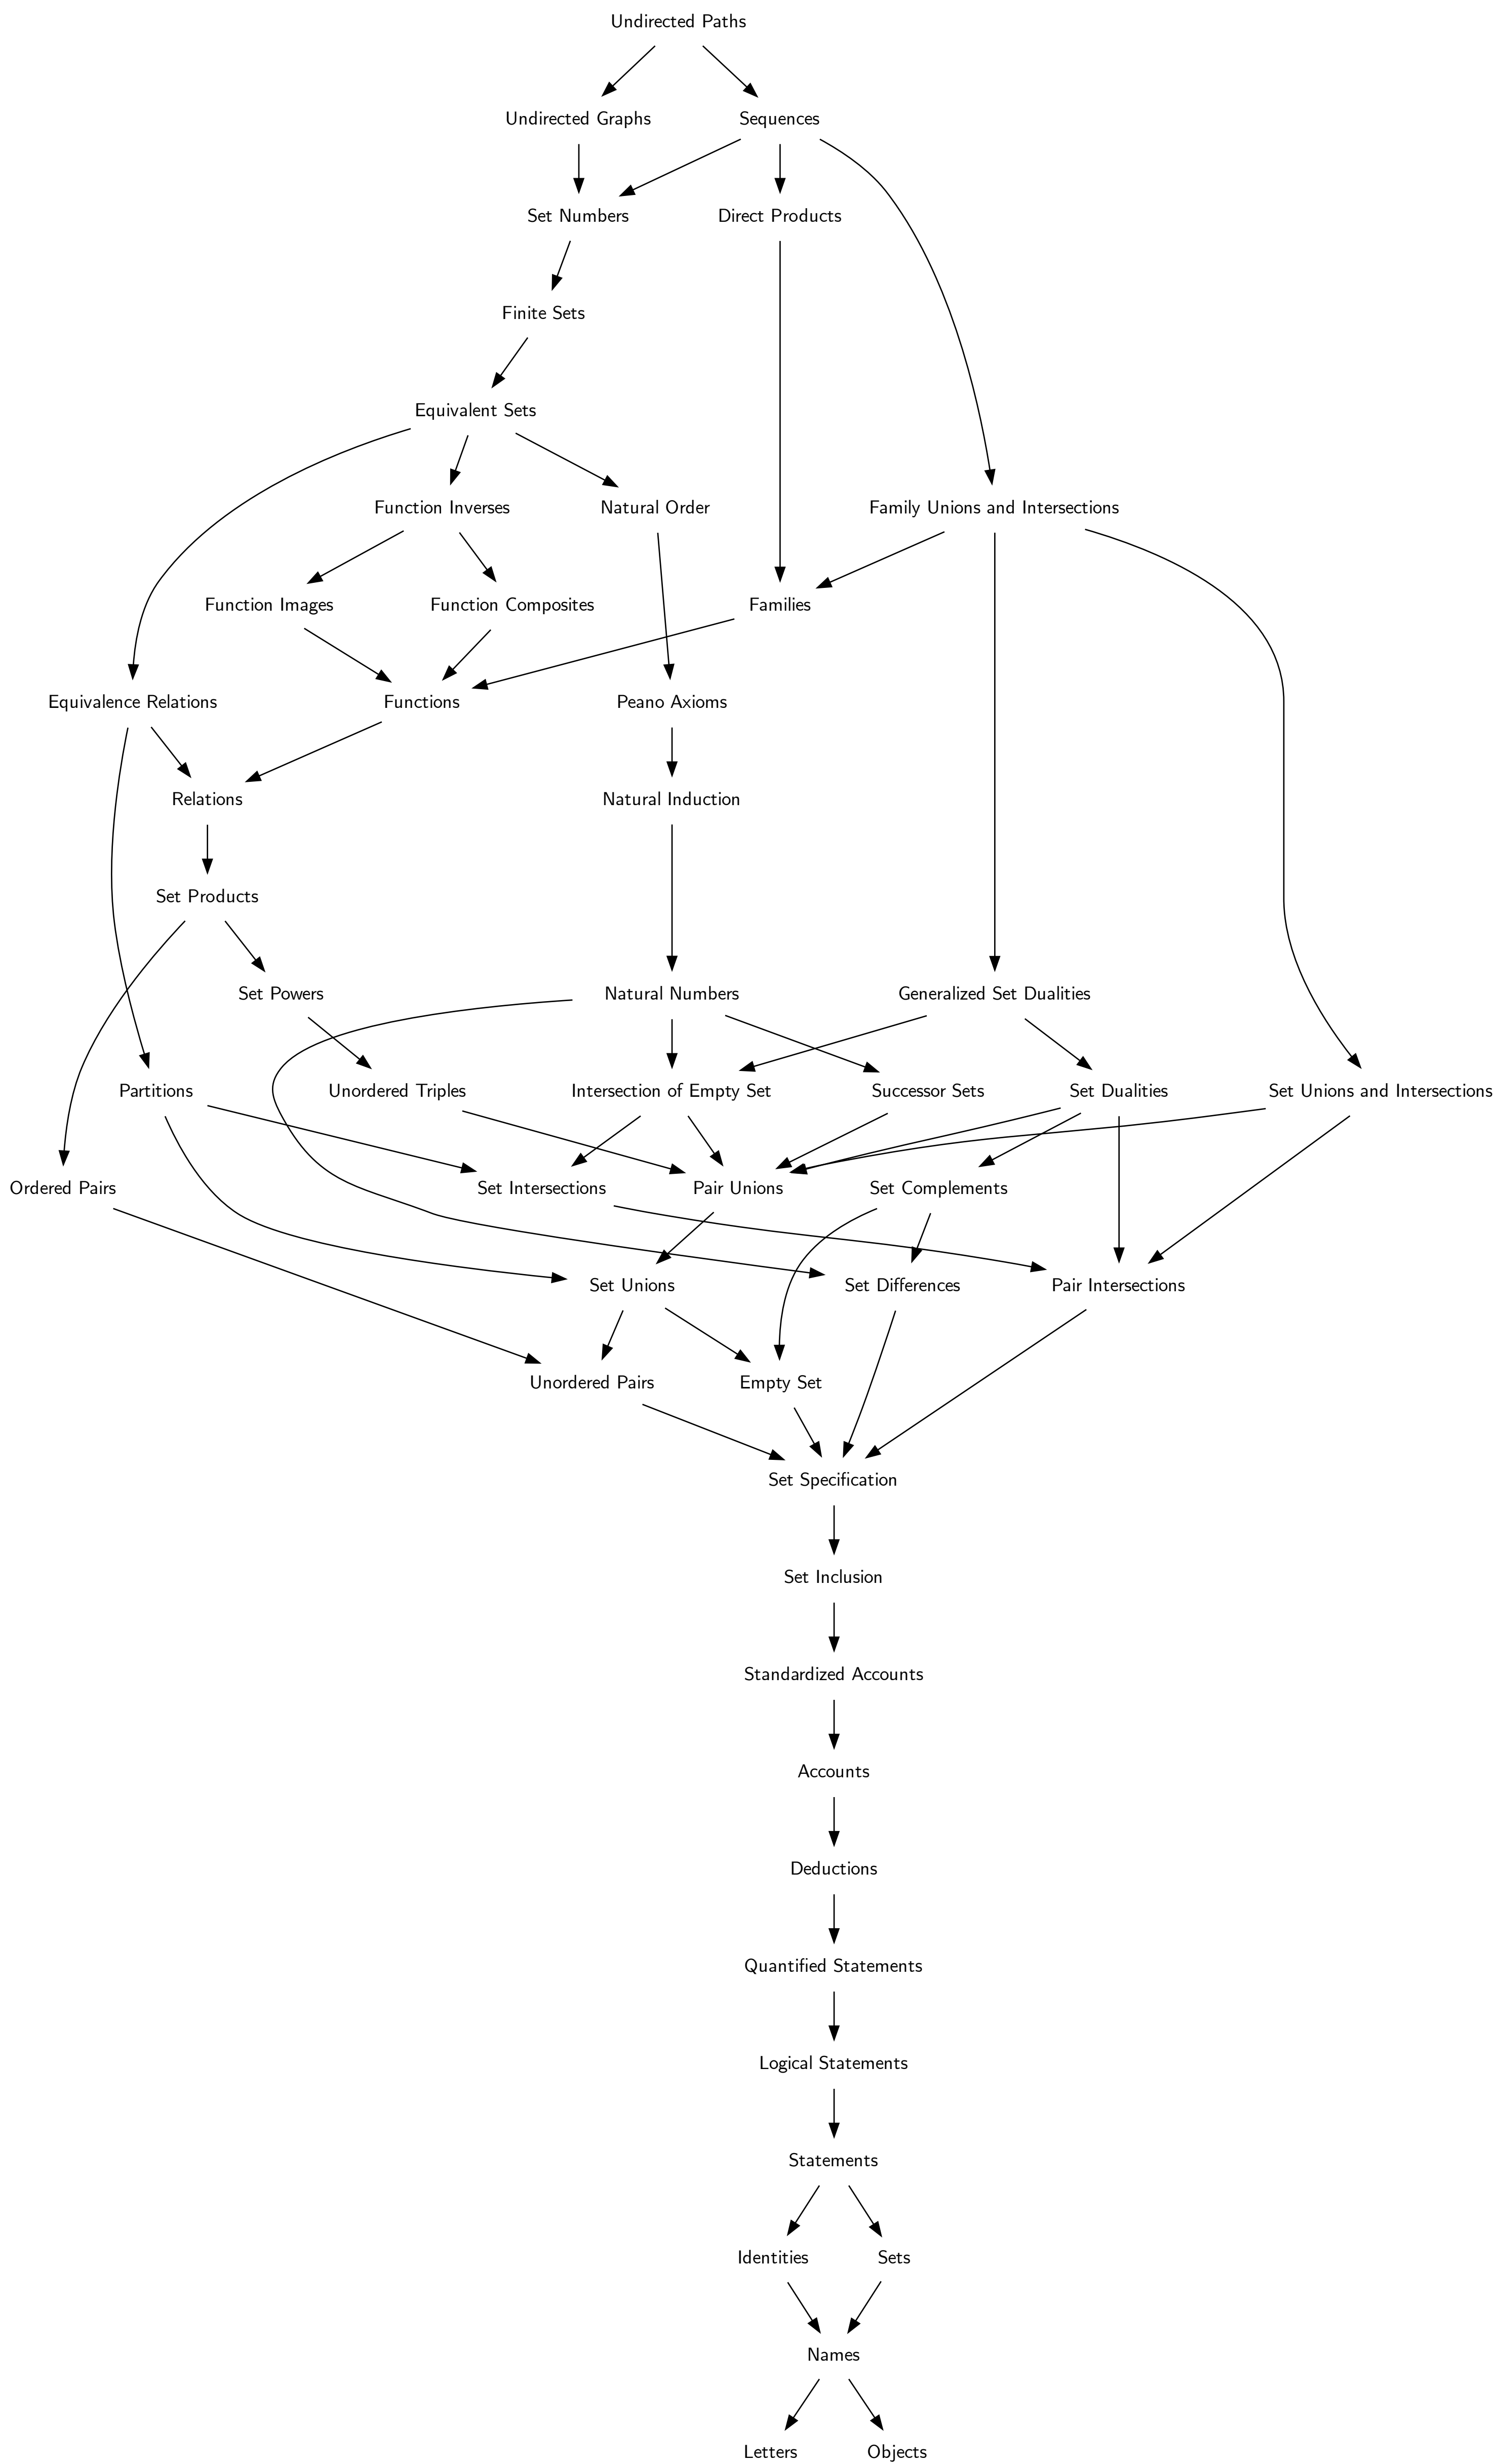 Undirected Paths
Undirected Graphs
Sequences
Set Numbers
Direct Products
Finite Sets
Equivalent Sets
Function Inverses
Natural Order
Family Unions and Intersections
Function Images
Function Composites
Families
Equivalence Relations
Functions
Peano Axioms
Relations
Natural Induction
Set Products
Set Powers
Natural Numbers
Generalized Set Dualities
Partitions
Unordered Triples
Intersection of Empty Set
Successor Sets
Set Dualities
Set Unions and Intersections
Ordered Pairs
Set Intersections
Pair Unions
Set Complements
Set Unions
Set Differences
Pair Intersections
Unordered Pairs
Empty Set
Set Specification
Set Inclusion
Standardized Accounts
Accounts
Deductions
Quantified Statements
Logical Statements
Statements
Identities
Sets
Names
Letters
Objects